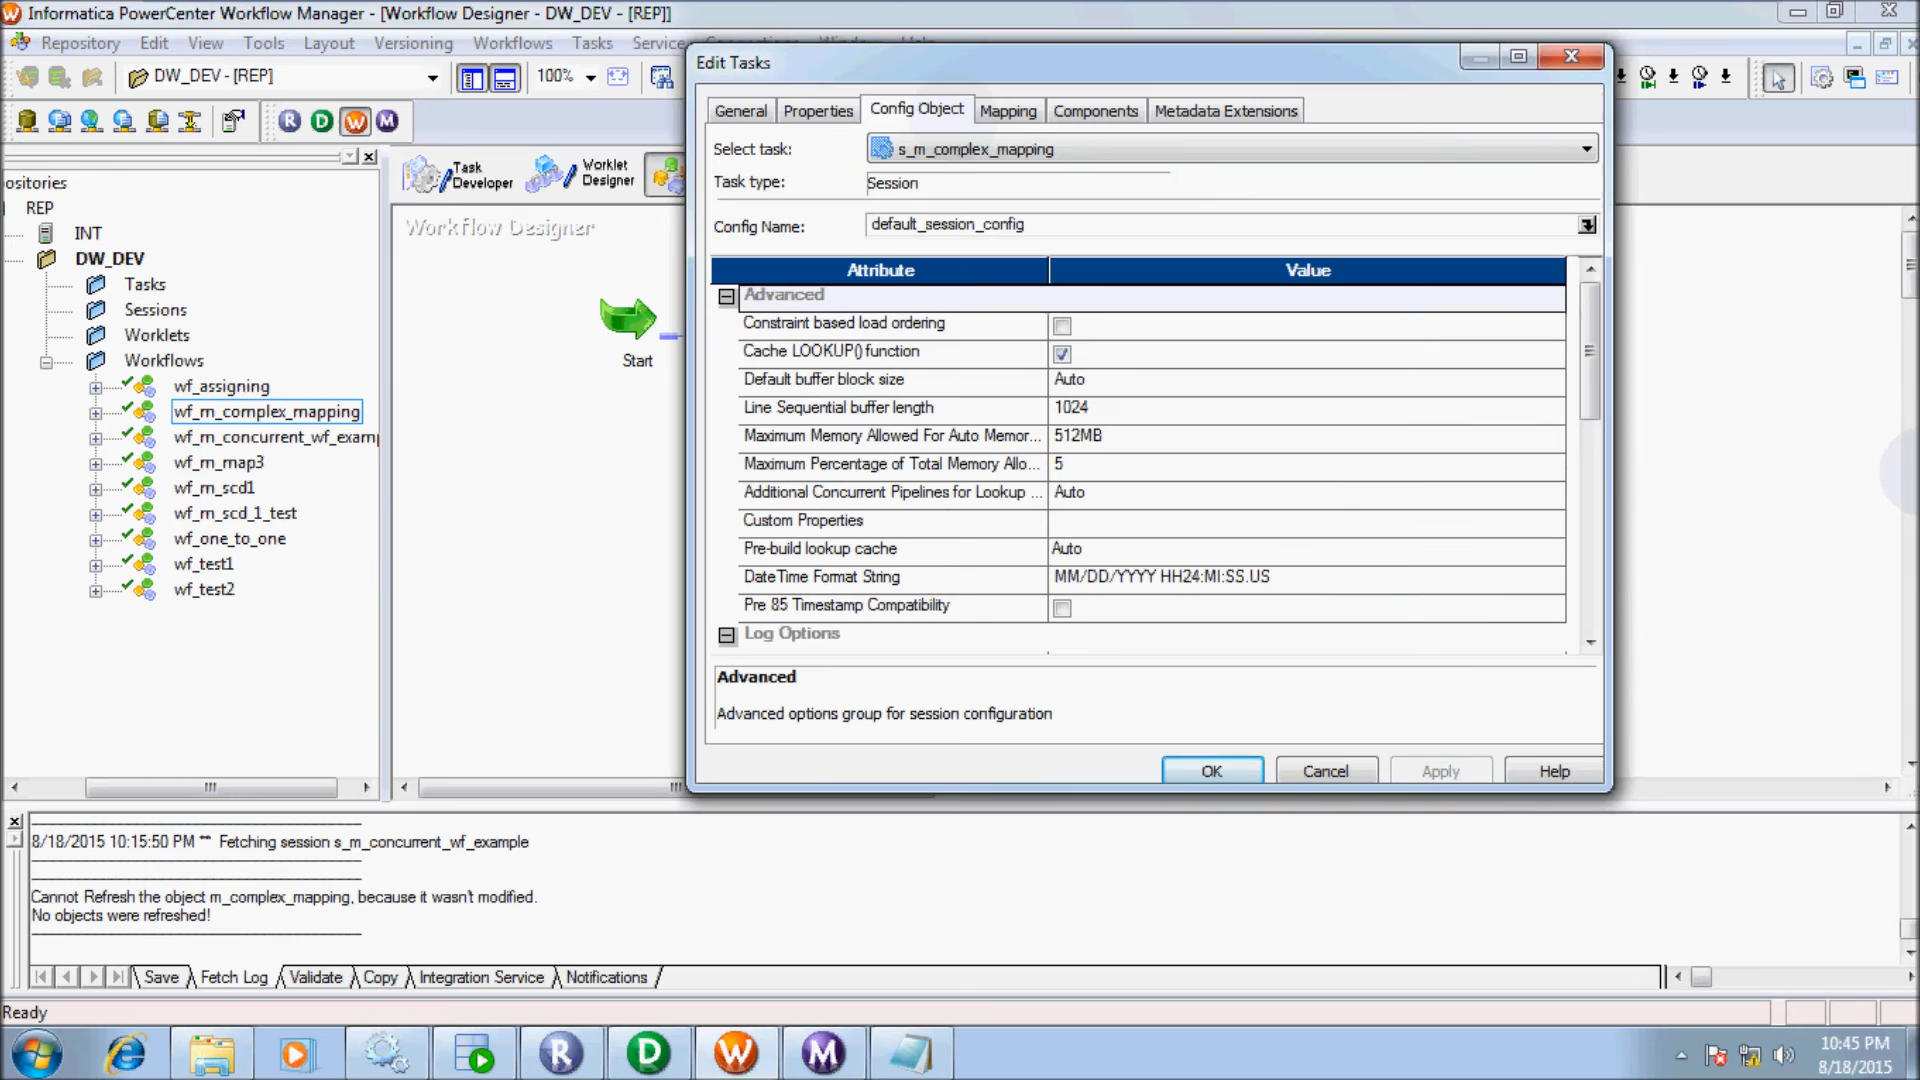 Informatica PowerCenter Workflow Manager - [Workflow Designer - DW_DEV - [REP]]
Repository Edit View Tools Layout Versioning Workflows Tasks Service
DW_DEV - [REP]
100%
R D W M
Task Developer
Worklet Designer
ositories
REP
INT
DW_DEV
Tasks
Sessions
Worklets
Workflows
wf_assigning
wf_m_complex_mapping
wf_m_concurrent_wf_examp
wf_m_map3
wf_m_scd1
wf_m_scd_1_test
wf_one_to_one
wf_test1
wf_test2
Workflow Designer
Start
Edit Tasks
General Properties Config Object Mapping Components Metadata Extensions
Select task: s_m_complex_mapping
Task type: Session
Config Name: default_session_config
Attribute Value
Advanced
Constraint based load ordering
Cache LOOKUP() function
Default buffer block size Auto
Line Sequential buffer length 1024
Maximum Memory Allowed For Auto Memor... 512MB
Maximum Percentage of Total Memory Allo... 5
Additional Concurrent Pipelines for Lookup ... Auto
Custom Properties
Pre-build lookup cache Auto
DateTime Format String MM/DD/YYYY HH24:MI:SS.US
Pre 85 Timestamp Compatibility
Log Options
Advanced
Advanced options group for session configuration
OK Cancel Apply Help
8/18/2015 10:15:50 PM ** Fetching session s_m_concurrent_wf_example
Cannot Refresh the object m_complex_mapping, because it wasn't modified.
No objects were refreshed!
Save Fetch Log Validate Copy Integration Service Notifications
Ready
R D W M
10:45 PM
8/18/2015